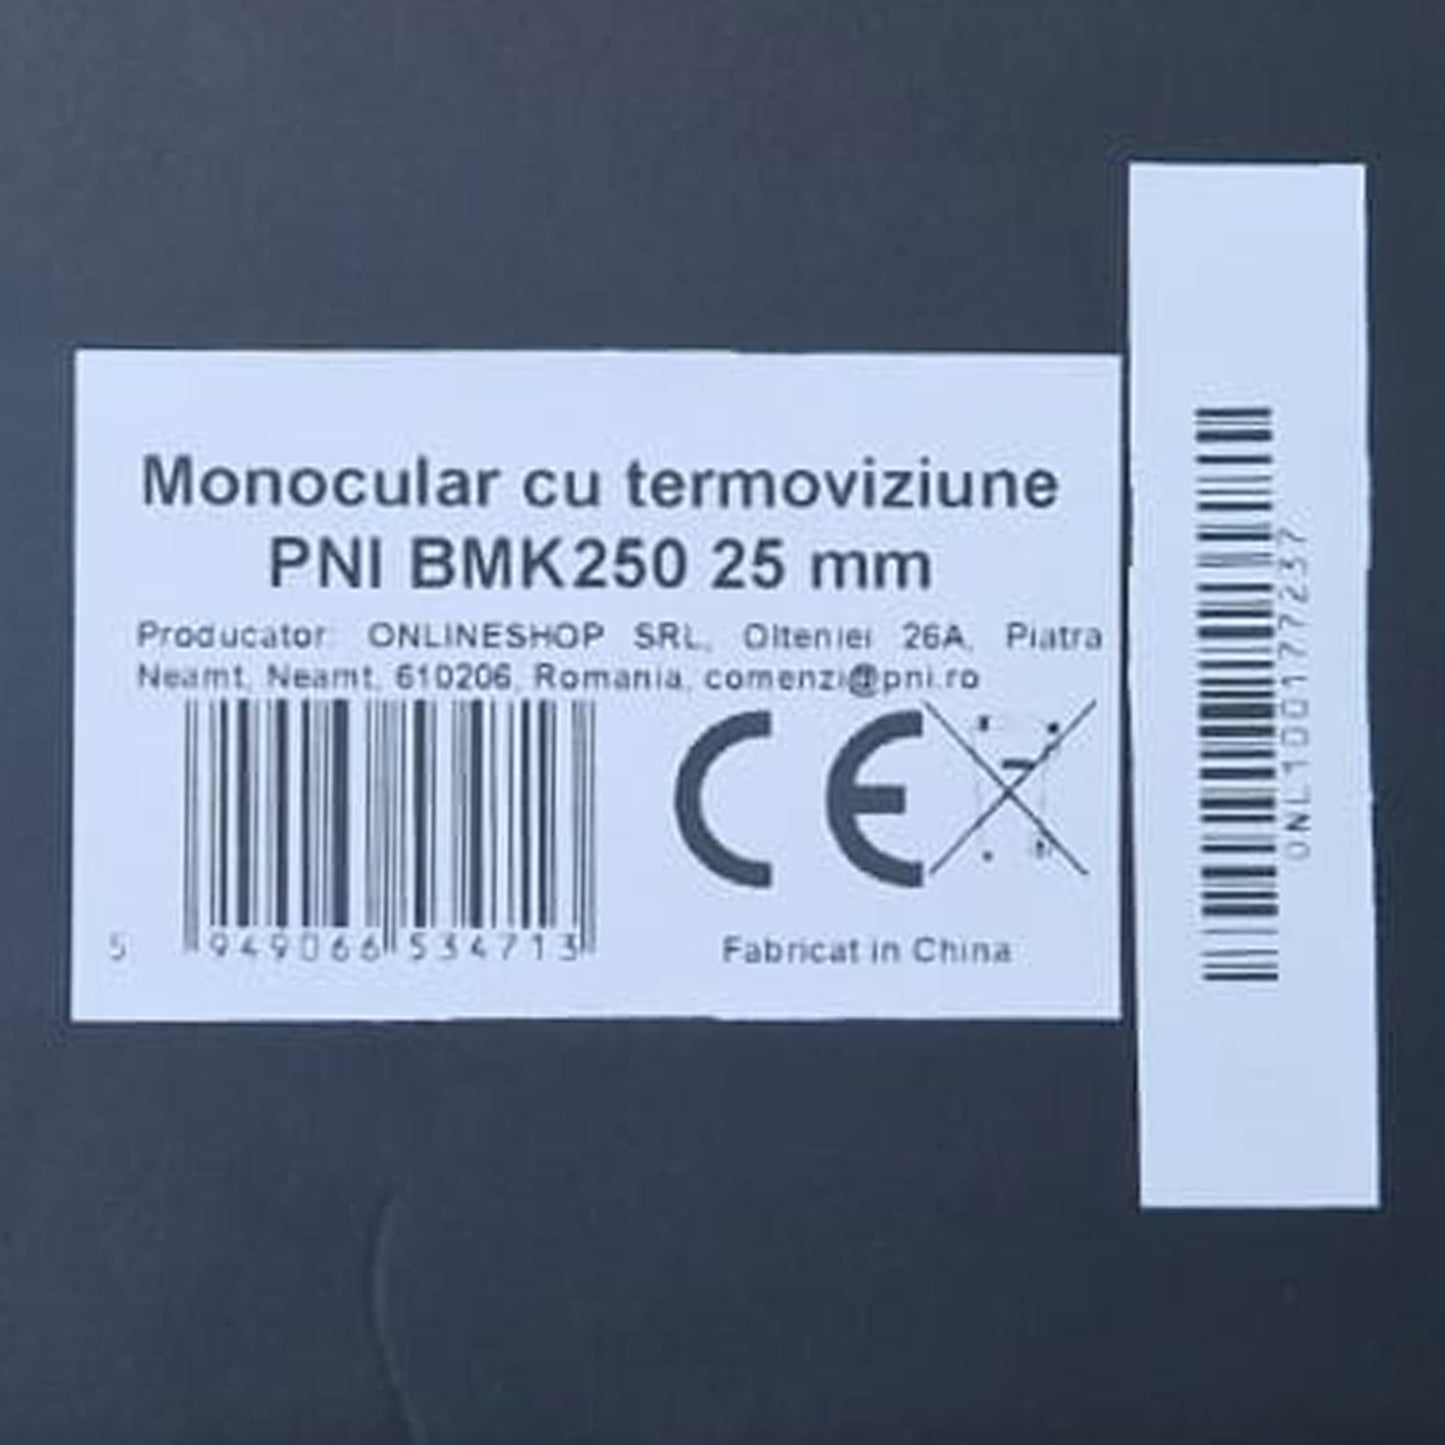 Monocular cu termoviziune
PNI BMK250 25 mm
Producator: ONLINESHOP SRL, Olteniei 26A, Piatra
Neamt, Neamt, 610206, Romania, comenzi@pni.ro
CE
5 949066 534713
Fabricat in China
ONL1001777237